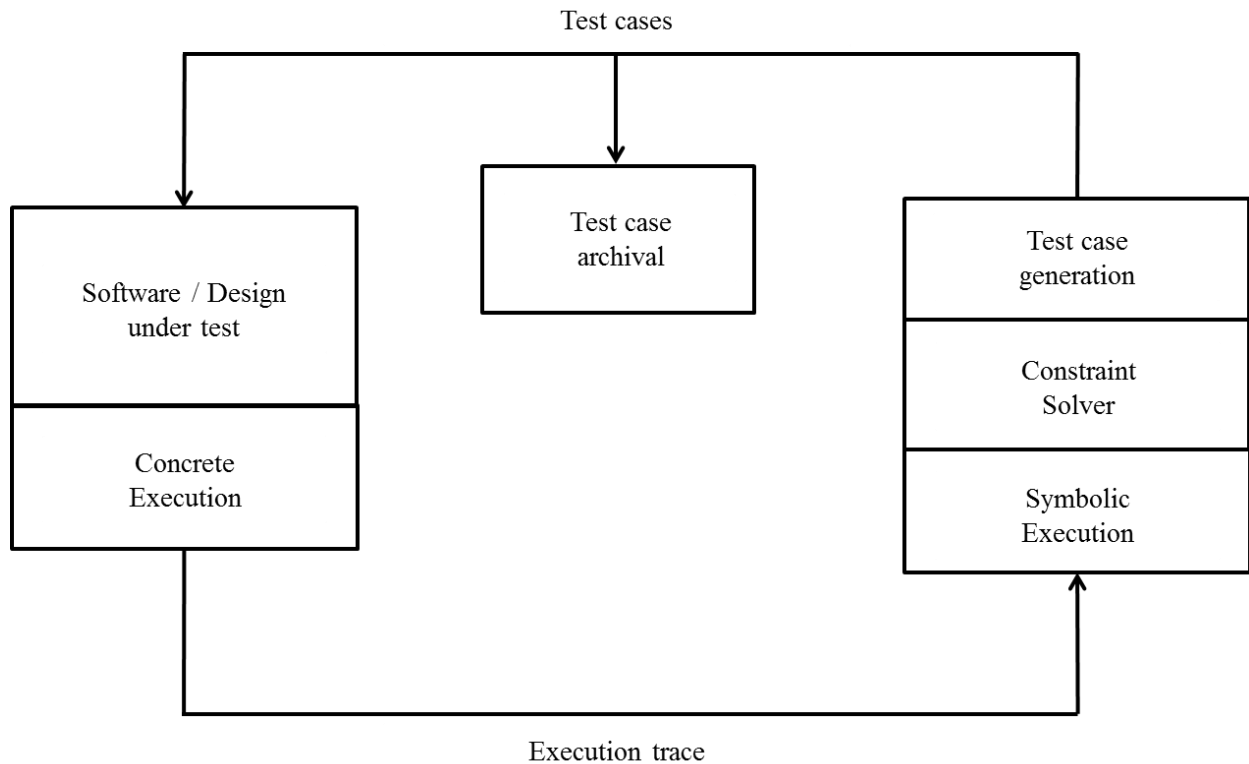 Test cases
Test case
archival
Software / Design
under test
Concrete
Execution
Test case
generation
Constraint
Solver
Symbolic
Execution
Execution trace